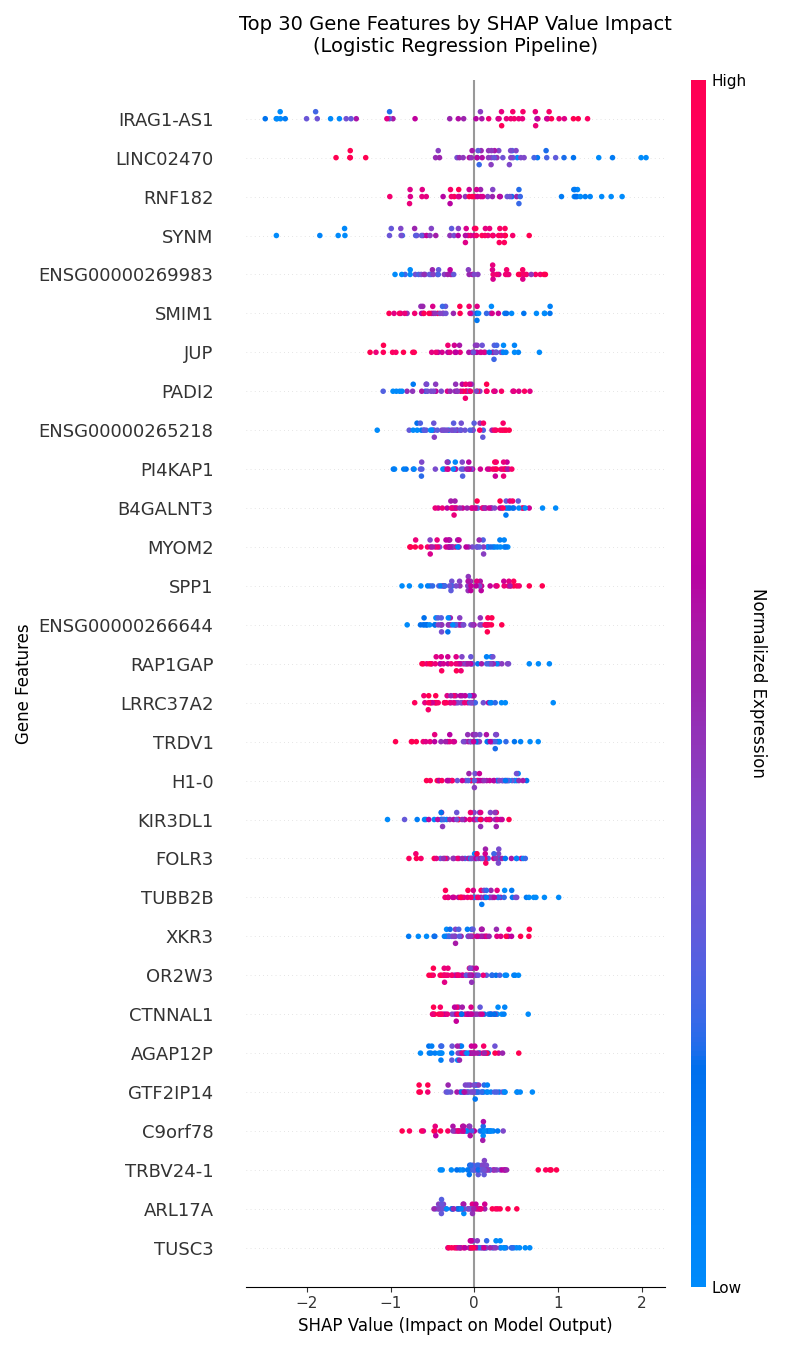 Top 30 Gene Features by SHAP Value Impact
(Logistic Regression Pipeline)
High
IRAG1-AS1
LINC02470
RNF182
SYNM
ENSG00000269983
SMIM1
JUP
PADI2
ENSG00000265218
PI4KAP1
B4GALNT3
MYOM2
SPP1
ENSG00000266644
RAP1GAP
LRRC37A2
TRDV1
H1-0
KIR3DL1
FOLR3
TUBB2B
XKR3
OR2W3
CTNNAL1
AGAP12P
GTF2IP14
C9orf78
TRBV24-1
ARL17A
TUSC3
Gene Features
Normalized Expression
Low
−2 −1 0 1 2
SHAP Value (Impact on Model Output)